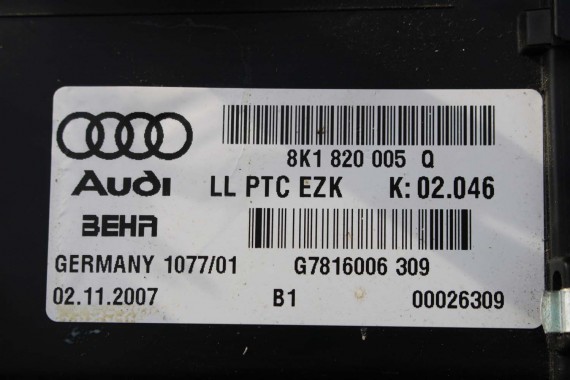 8K1 820 005 Q
Audi LL PTC EZK K: 02.046
BEHR
GERMANY 1077/01 G7816006 309
02.11.2007 B1 00026309